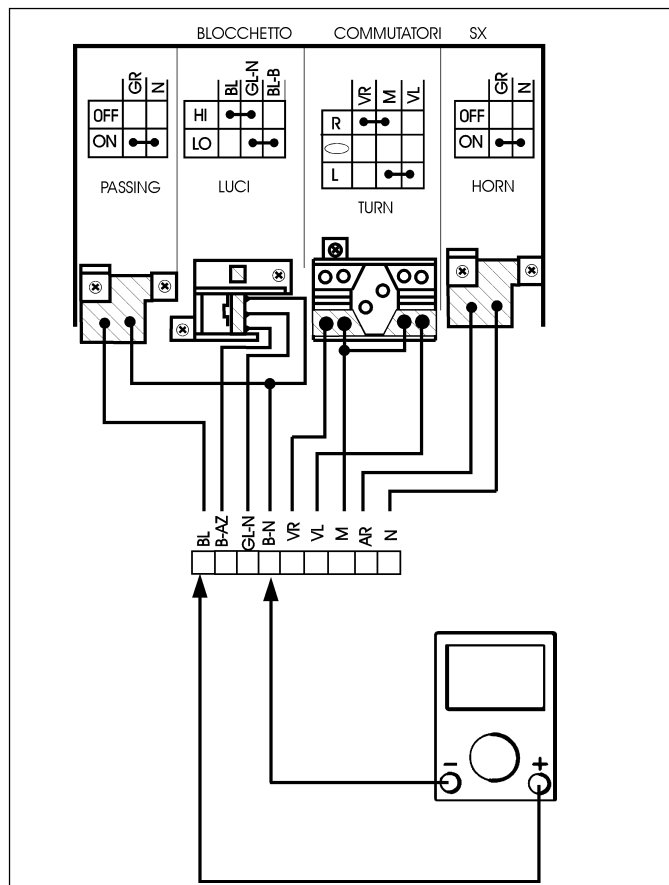 BLOCCHETTO COMMUTATORI SX
GR N
OFF
ON
PASSING
BL GL-N BL-B
HI
LO
LUCI
VR M VL
R
L
TURN
GR N
OFF
ON
HORN
BL B-AZ GL-N B-N VR VL M AR N
- +